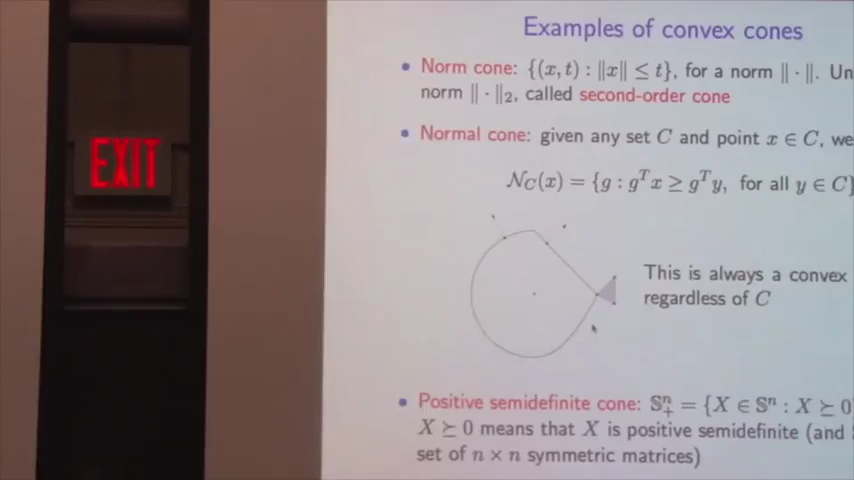 EXIT
Examples of convex cones
• Norm cone: {(x, t) : ‖x‖ ≤ t}, for a norm ‖ · ‖. Un
norm ‖ · ‖₂, called second-order cone
• Normal cone: given any set C and point x ∈ C, we
𝒩_C(x) = {g : gᵀx ≥ gᵀy, for all y ∈ C}
This is always a convex
regardless of C
• Positive semidefinite cone: 𝕊ⁿ₊ = {X ∈ 𝕊ⁿ : X ⪰ 0
X ⪰ 0 means that X is positive semidefinite (and
set of n × n symmetric matrices)